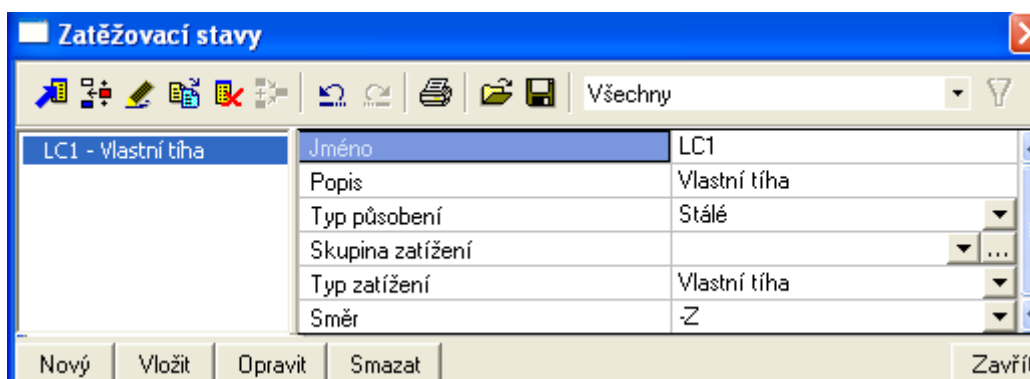 Zatěžovací stavy
Všechny
LC1 - Vlastní tíha
Jméno LC1
Popis Vlastní tíha
Typ působení Stálé
Skupina zatížení ...
Typ zatížení Vlastní tíha
Směr -Z
Nový Vložit Opravit Smazat Zavřít